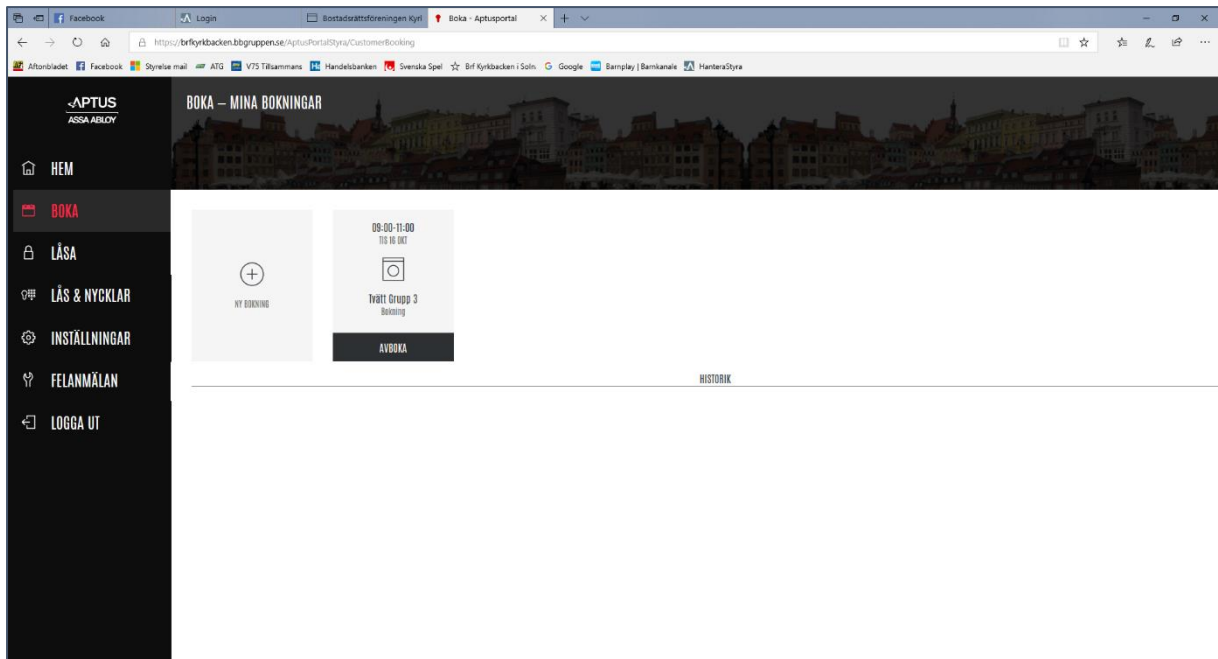 Facebook
Login
Bostadsrättsföreningen Kyrl
Boka - Aptusportal
https://brfkyrkbacken.bbgruppen.se/AptusPortalStyra/CustomerBooking
Aftonbladet Facebook Styrelse mail ATG V75 Tillsammans Handelsbanken Svenska Spel Brf Kyrkbacken i Soln Google Barnplay | Barnkanale HanteraStyra
APTUS
ASSA ABLOY
BOKA – MINA BOKNINGAR
HEM
BOKA
LÅSA
LÅS & NYCKLAR
INSTÄLLNINGAR
FELANMÄLAN
LOGGA UT
NY BOKNING
09:00-11:00
TIS 16 OKT
Tvätt Grupp 3
Bokning
AVBOKA
HISTORIK